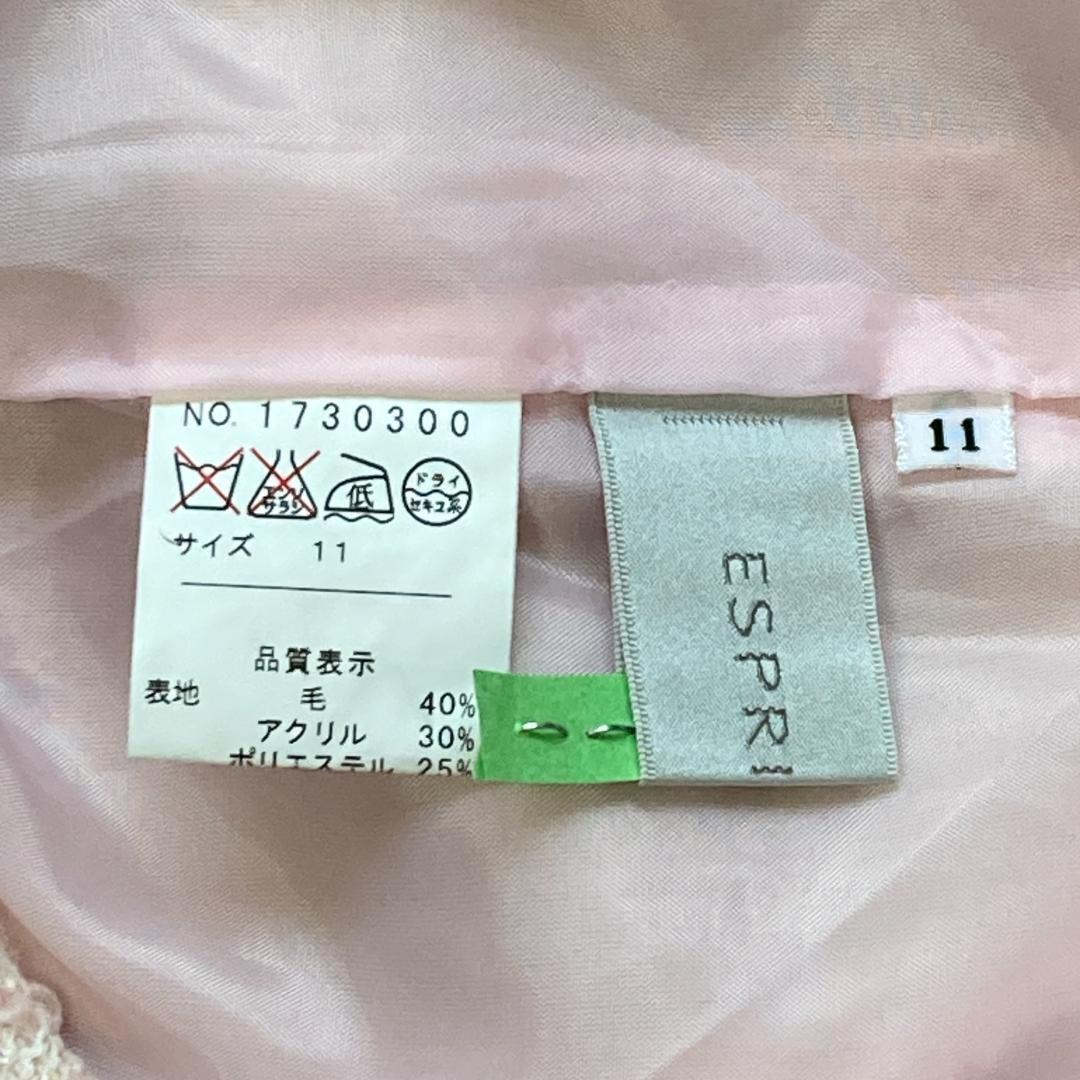 NO. 1730300
エンソ
サラシ
低
ドライ
セキユ系
サイズ 11
品質表示
表地 毛 40%
アクリル 30%
ポリエステル 25%
ESPRI
11